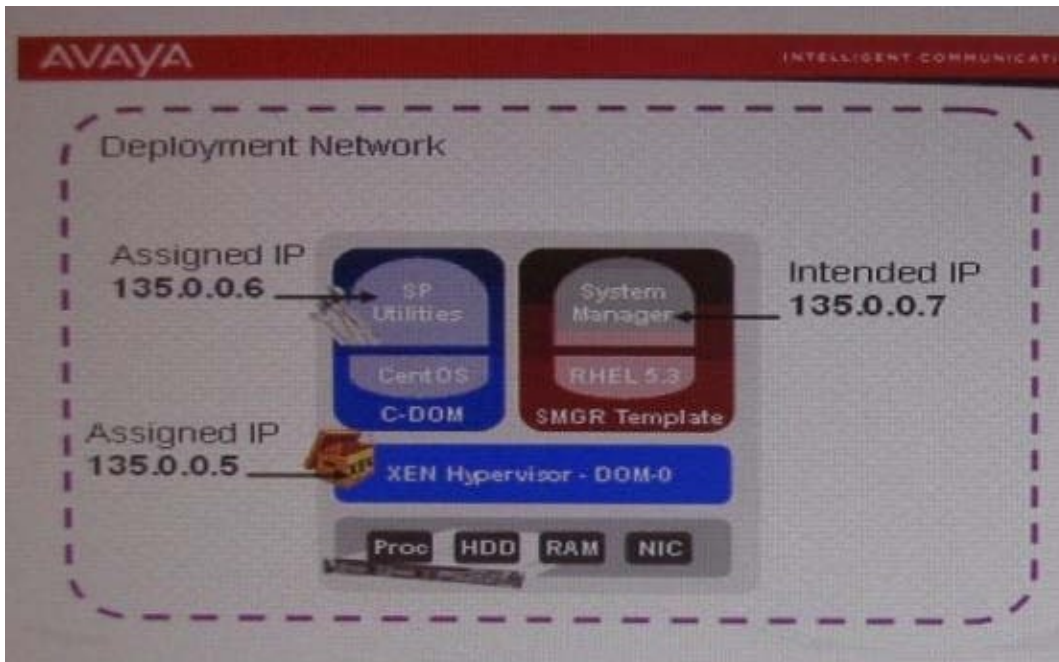 AVAYA
INTELLIGENT COMMUNICATI
Deployment Network
Assigned IP
135.0.0.6
SP
Utilities
CentOS
C-DOM
System
Manager
RHEL 5.3
SMGR Template
Intended IP
135.0.0.7
Assigned IP
135.0.0.5
XEN Hypervisor - DOM-0
Proc
HDD
RAM
NIC